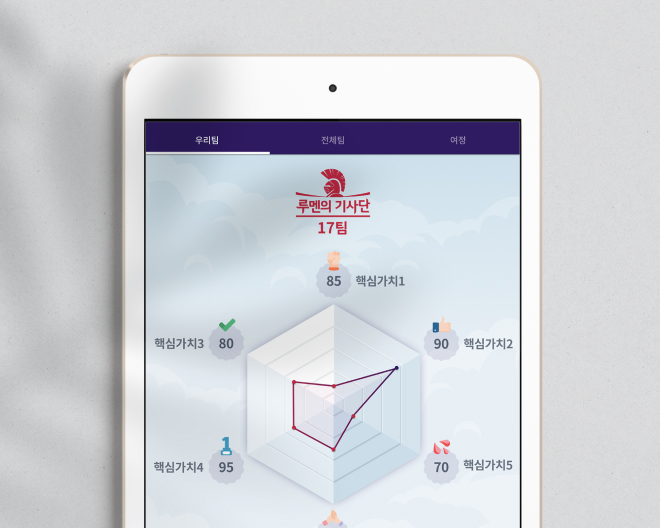 우리팀 전체팀 여정
루멘의 기사단
17팀
85 핵심가치1
핵심가치3 80
90 핵심가치2
핵심가치4 95
70 핵심가치5